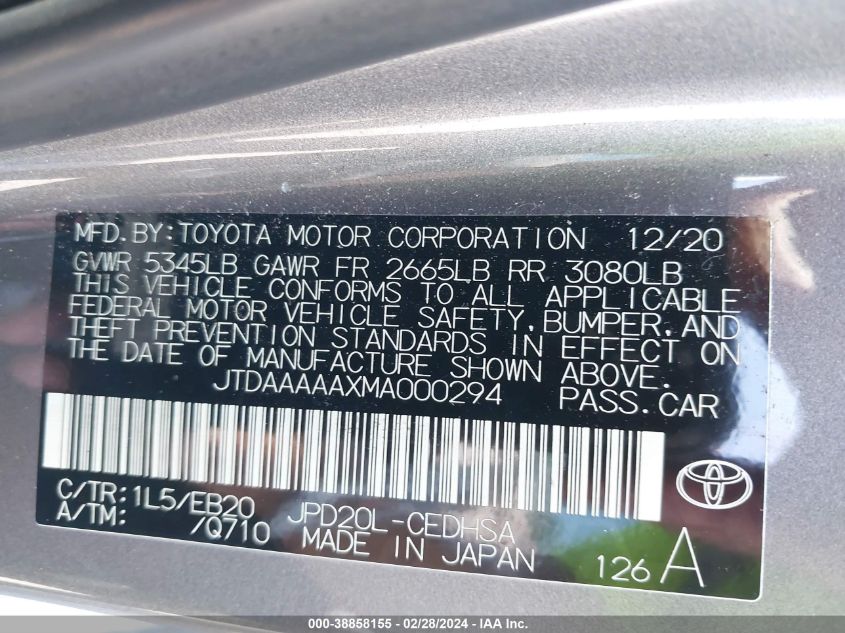 MFD.BY:TOYOTA MOTOR CORPORATION 12/20
GVWR 5345LB GAWR FR 2665LB RR 3080LB
THIS VEHICLE CONFORMS TO ALL APPLICABLE
FEDERAL MOTOR VEHICLE SAFETY,BUMPER,AND
THEFT PREVENTION STANDARDS IN EFFECT ON
THE DATE OF MANUFACTURE SHOWN ABOVE.
JTDAAAAAAXMA000294 PASS.CAR
C/TR:1L5/EB20 JPD20L-CEDHSA
A/TM: /Q710 MADE IN JAPAN
126 A
000-38858155 - 02/28/2024 - IAA Inc.